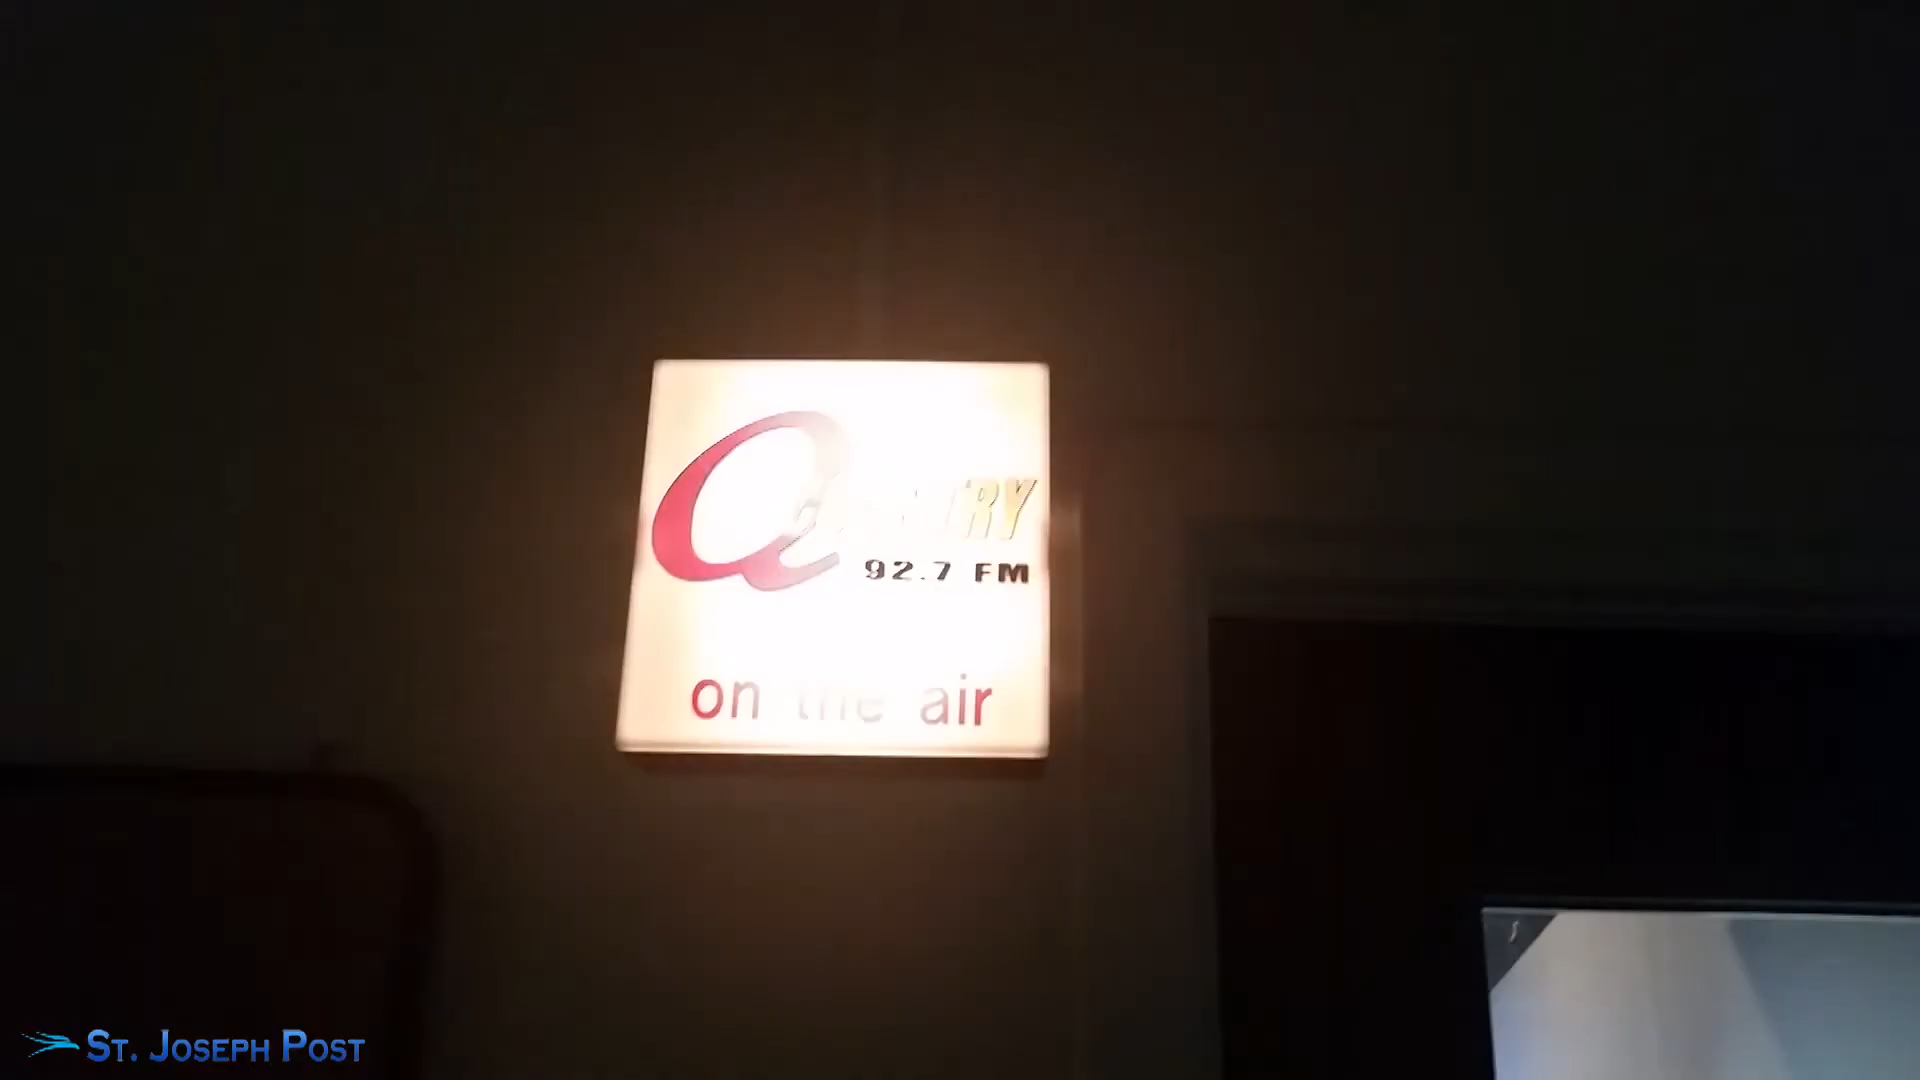 Q
92.7 FM
on the air
St. Joseph Post